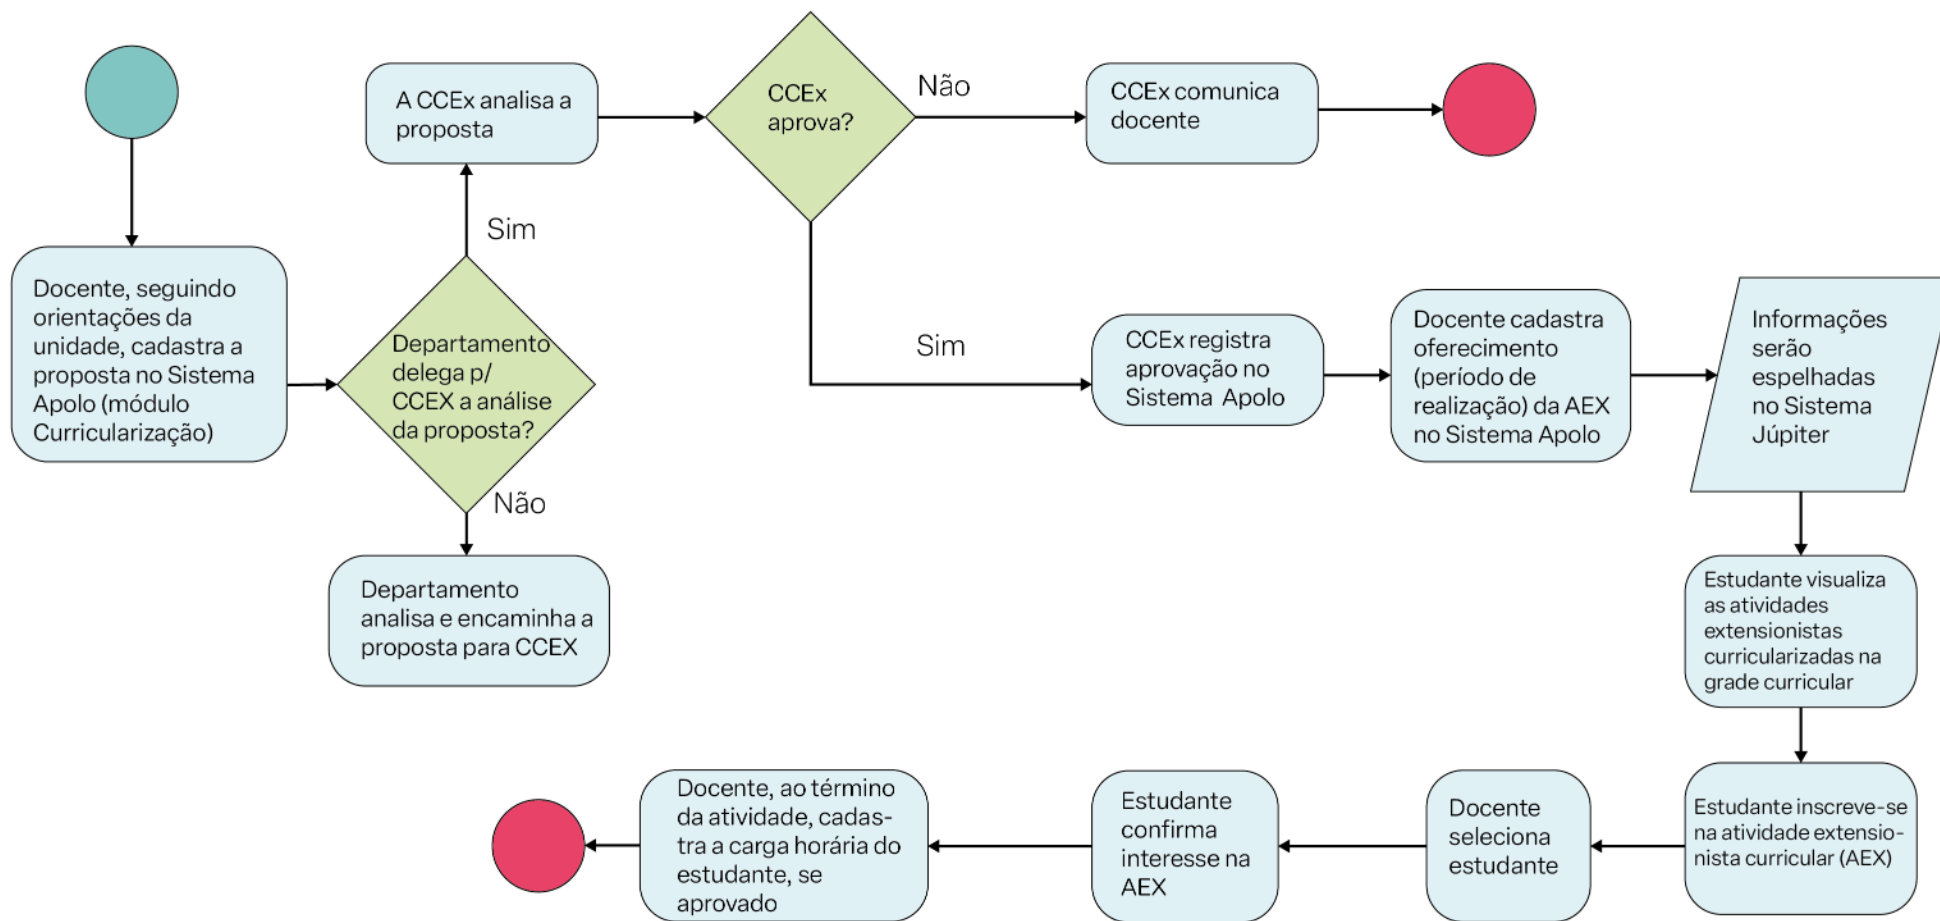 A CCEx analisa a
proposta
CCEx
aprova?
Não
CCEx comunica
docente
Sim
Docente, seguindo
orientações da
unidade, cadastra a
proposta no Sistema
Apolo (módulo
Curricularização)
Departamento
delega p/
CCEX a análise
da proposta?
Não
Departamento
analisa e encaminha a
proposta para CCEX
Sim
CCEx registra
aprovação no
Sistema Apolo
Docente cadastra
oferecimento
(período de
realização) da AEX
no Sistema Apolo
Informações
serão
espelhadas
no Sistema
Júpiter
Estudante visualiza
as atividades
extensionistas
curricularizadas na
grade curricular
Estudante inscreve-se
na atividade extensio-
nista curricular (AEX)
Docente
seleciona
estudante
Estudante
confirma
interesse na
AEX
Docente, ao término
da atividade, cadas-
tra a carga horária do
estudante, se
aprovado